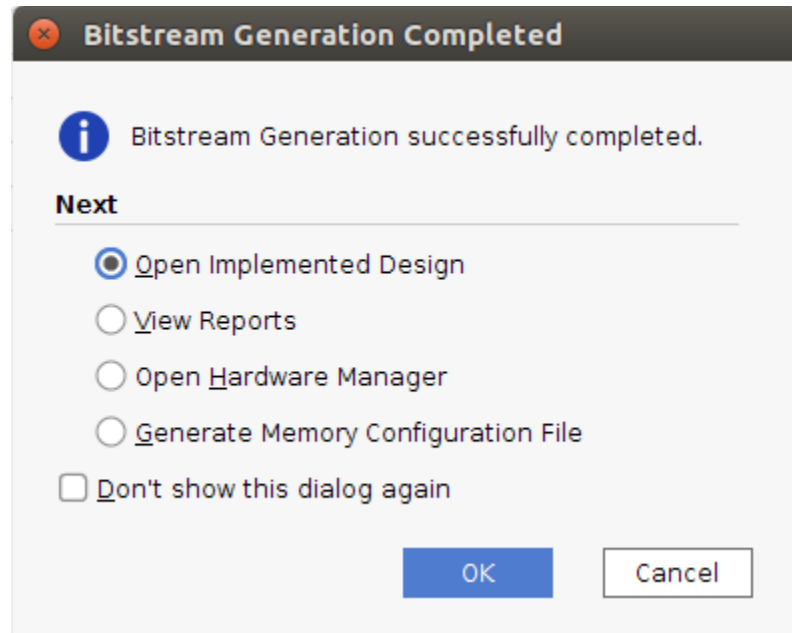 Bitstream Generation Completed
Bitstream Generation successfully completed.
Next
Open Implemented Design
View Reports
Open Hardware Manager
Generate Memory Configuration File
Don't show this dialog again
OK
Cancel